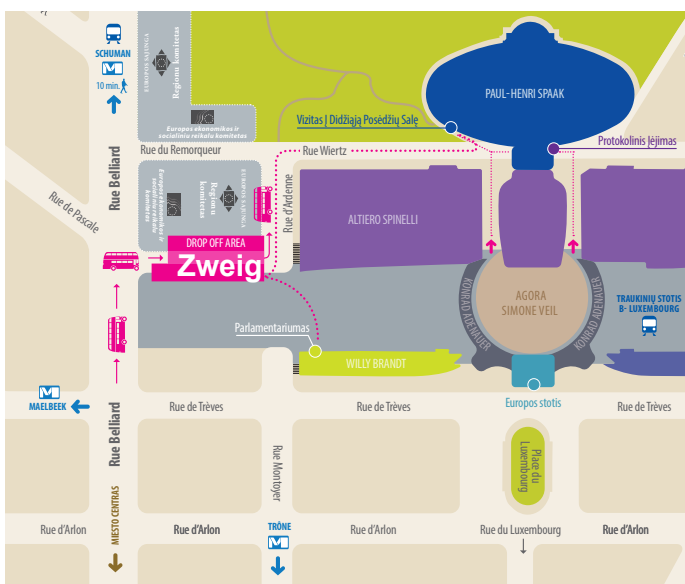 SCHUMAN
10 min.
EUROPOS SĄJUNGA
Regionų komitetas
Europos ekonomikos ir
socialinių reikalų komitetas
PAUL-HENRI SPAAK
Vizitas Į Didžiąją Posėdžių Salę
Protokolinis Įėjimas
Rue du Remorqueur
Rue Wiertz
Rue Belliard
Rue de Pascale
Europos ekonomikos ir
socialinių reikalų
komitetas
Regionų
komitetas
EUROPOS SĄJUNGA
Rue d'Ardenne
ALTIERO SPINELLI
DROP OFF AREA
Zweig
KONRAD ADENAUER
AGORA
SIMONE VEIL
KONRAD ADENAUER
TRAUKINIŲ STOTIS
B- LUXEMBOURG
Parlamentariumas
WILLY BRANDT
MAELBEEK
Rue de Trèves
Rue de Trèves
Europos stotis
Rue de Trèves
Rue Belliard
Rue Montoyer
Place du
Luxembourg
MIESTO CENTRAS
Rue d'Arlon
Rue d'Arlon
TRÔNE
Rue d'Arlon
Rue du Luxembourg
Rue d'Arlon